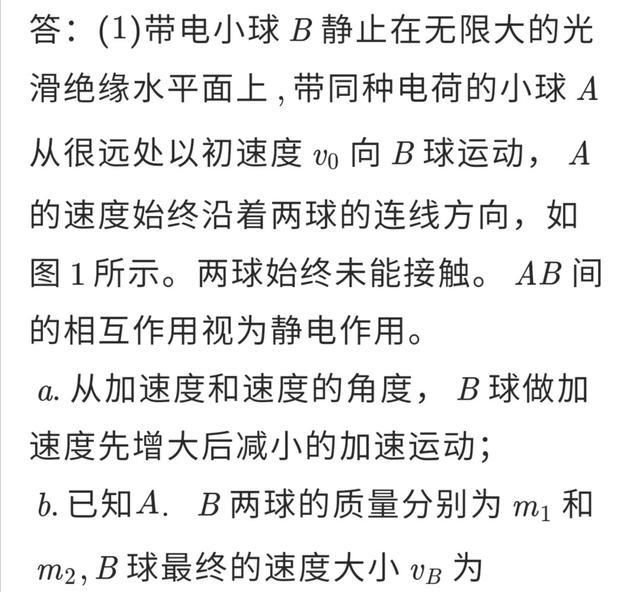 答：(1)带电小球 B 静止在无限大的光
滑绝缘水平面上，带同种电荷的小球 A
从很远处以初速度 v₀ 向 B 球运动， A
的速度始终沿着两球的连线方向，如
图 1 所示。两球始终未能接触。 AB 间
的相互作用视为静电作用。
a. 从加速度和速度的角度， B 球做加
速度先增大后减小的加速运动；
b. 已知A． B 两球的质量分别为 m₁ 和
m₂, B 球最终的速度大小 v_B 为